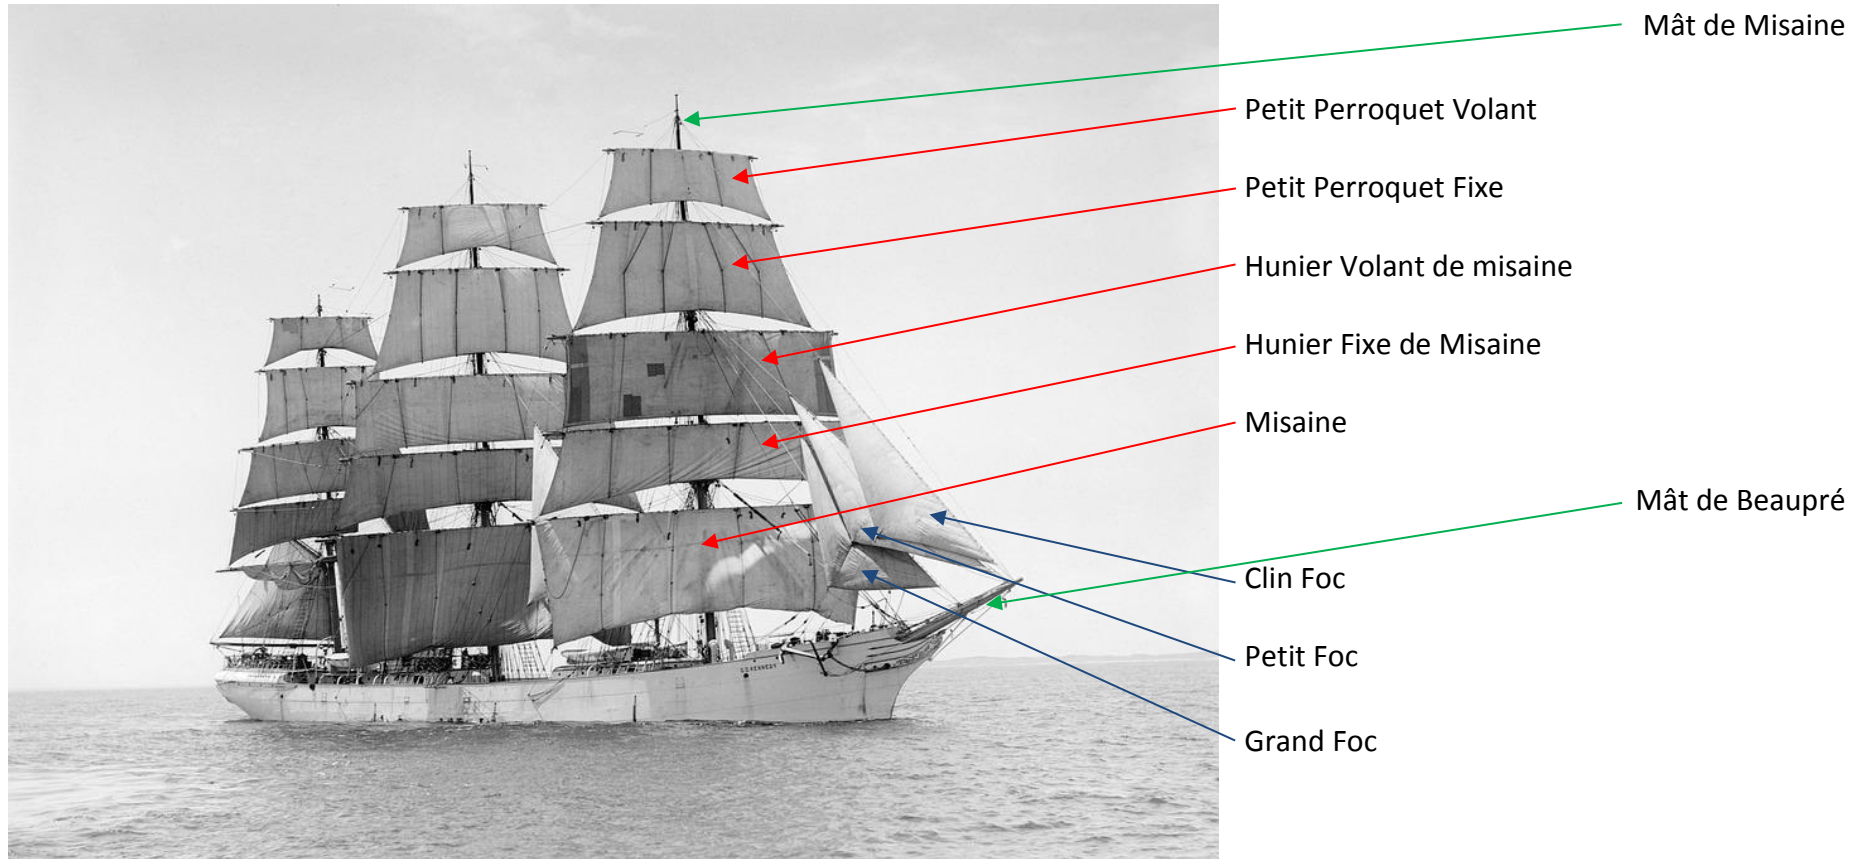 Mât de Misaine
Petit Perroquet Volant
Petit Perroquet Fixe
Hunier Volant de misaine
Hunier Fixe de Misaine
Misaine
Mât de Beaupré
Clin Foc
Petit Foc
Grand Foc
G.D.KENNEDY